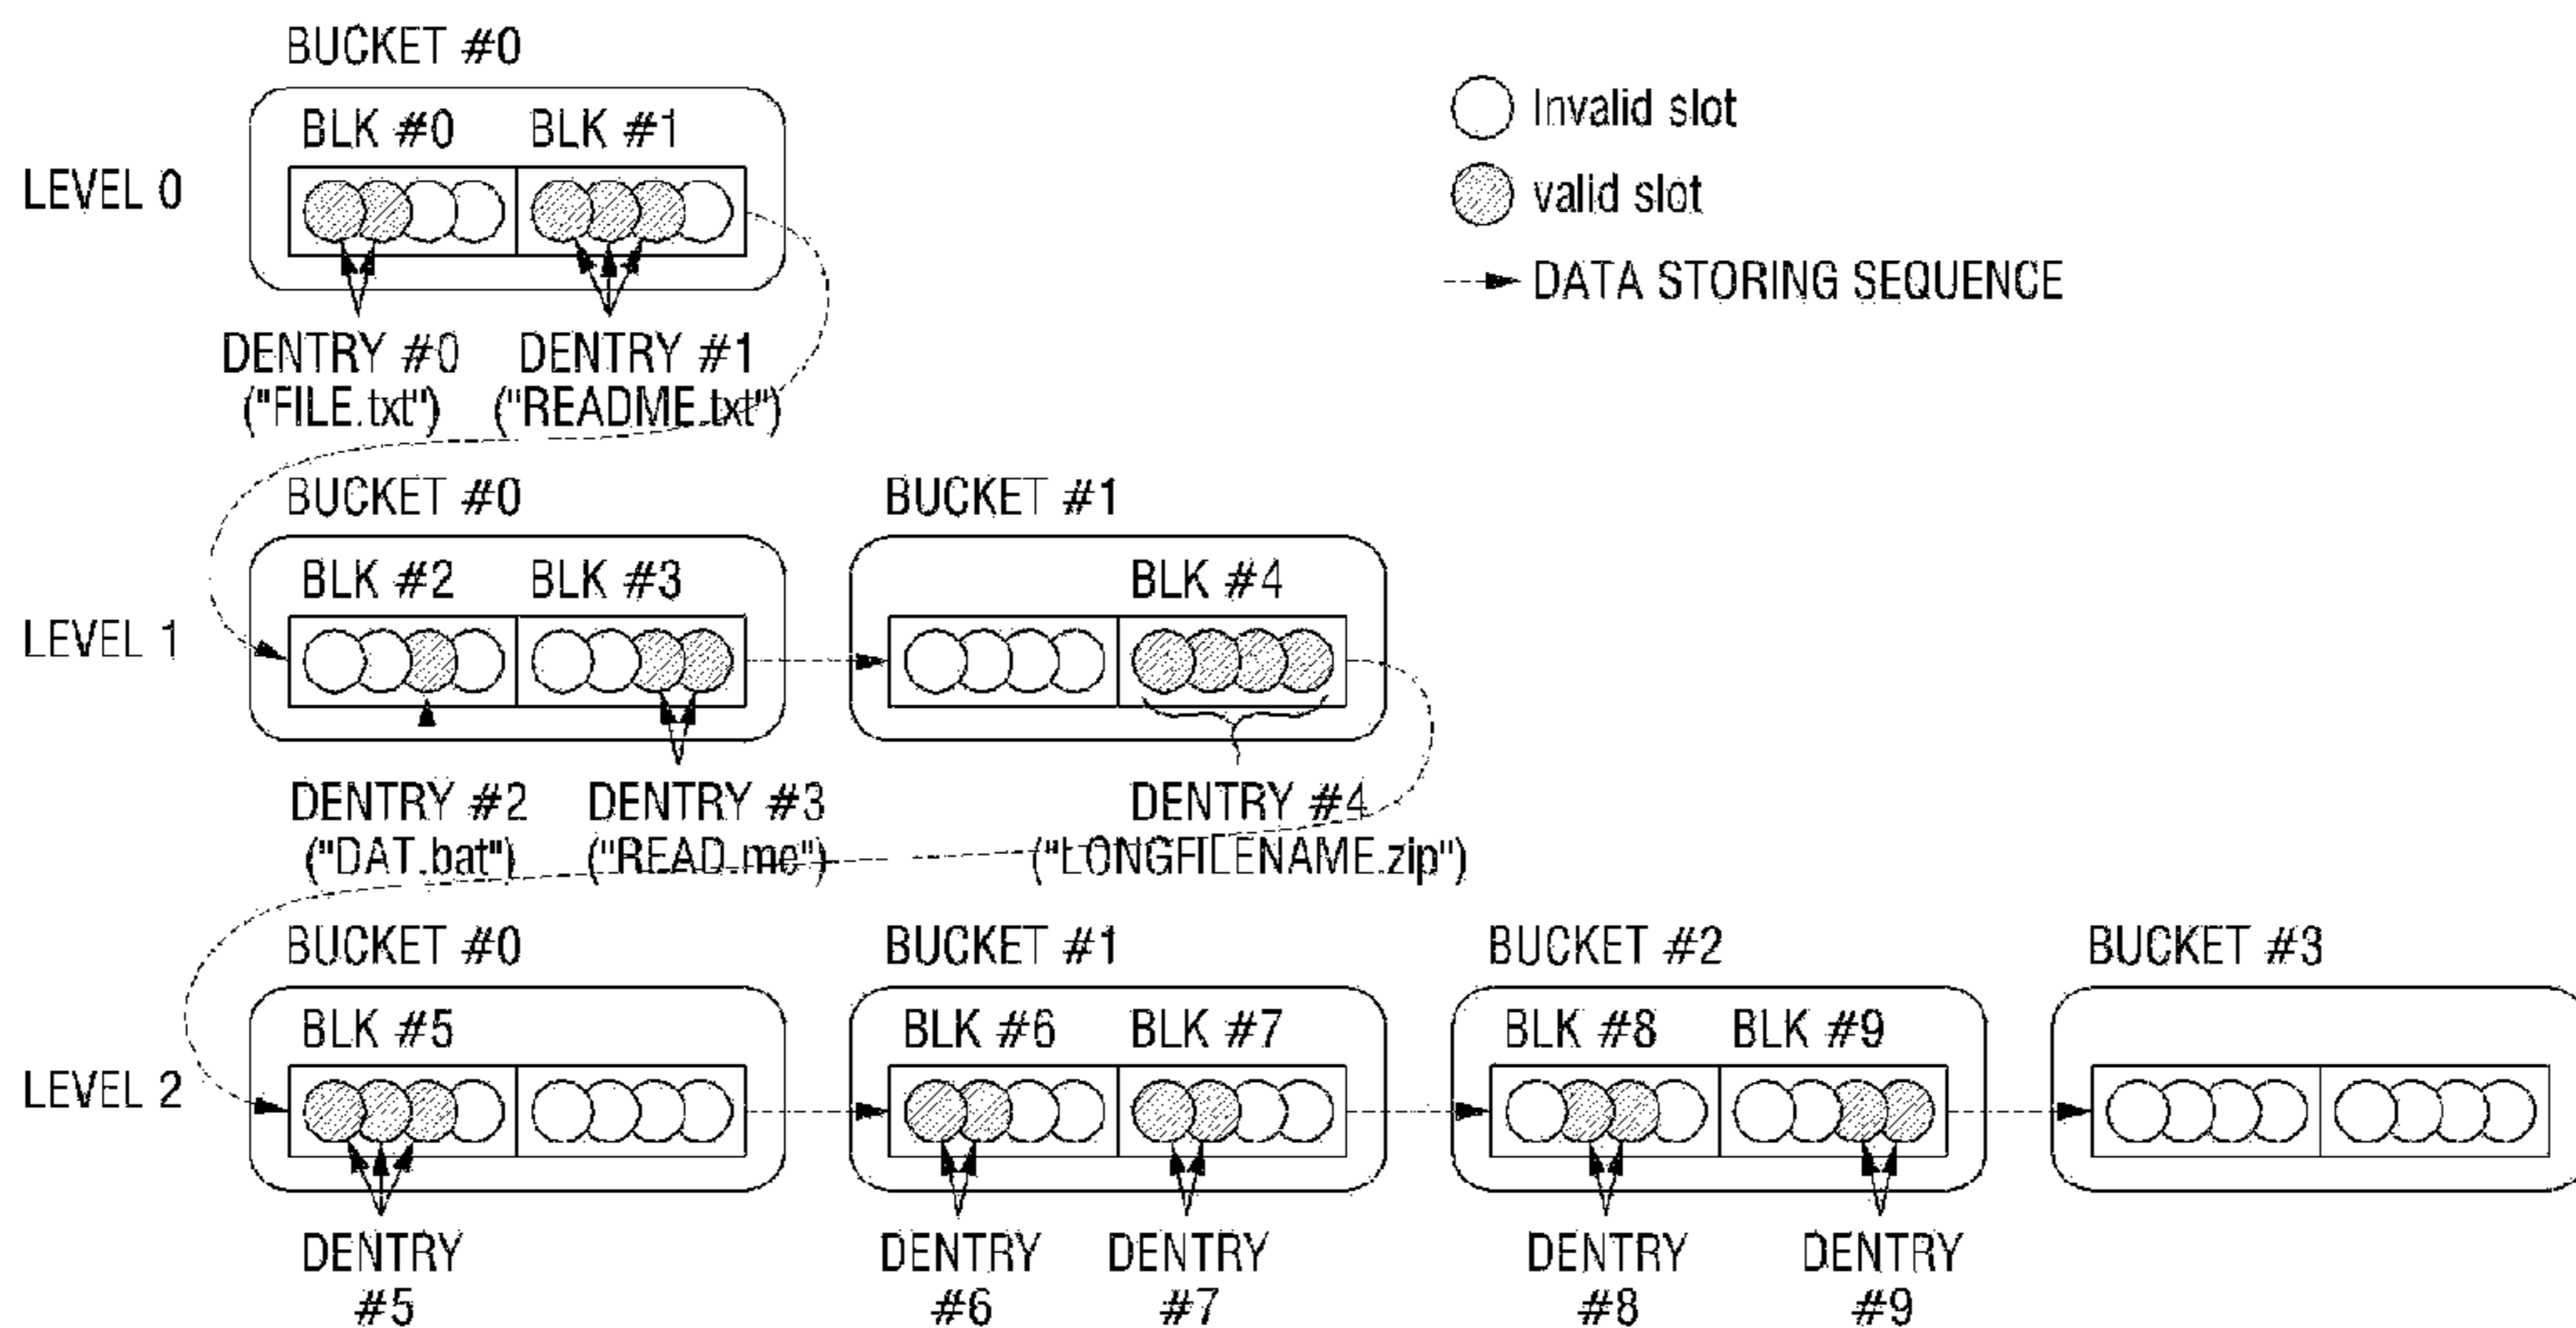 BUCKET #0
BLK #0 BLK #1
LEVEL 0
DENTRY #0 DENTRY #1
("FILE.txt") ("README.txt")
Invalid slot
valid slot
DATA STORING SEQUENCE
BUCKET #0 BUCKET #1
BLK #2 BLK #3 BLK #4
LEVEL 1
DENTRY #2 DENTRY #3 DENTRY #4
("DAT.bat") ("READ.me") ("LONGFILENAME.zip")
BUCKET #0 BUCKET #1 BUCKET #2 BUCKET #3
BLK #5 BLK #6 BLK #7 BLK #8 BLK #9
LEVEL 2
DENTRY DENTRY DENTRY DENTRY DENTRY
#5 #6 #7 #8 #9